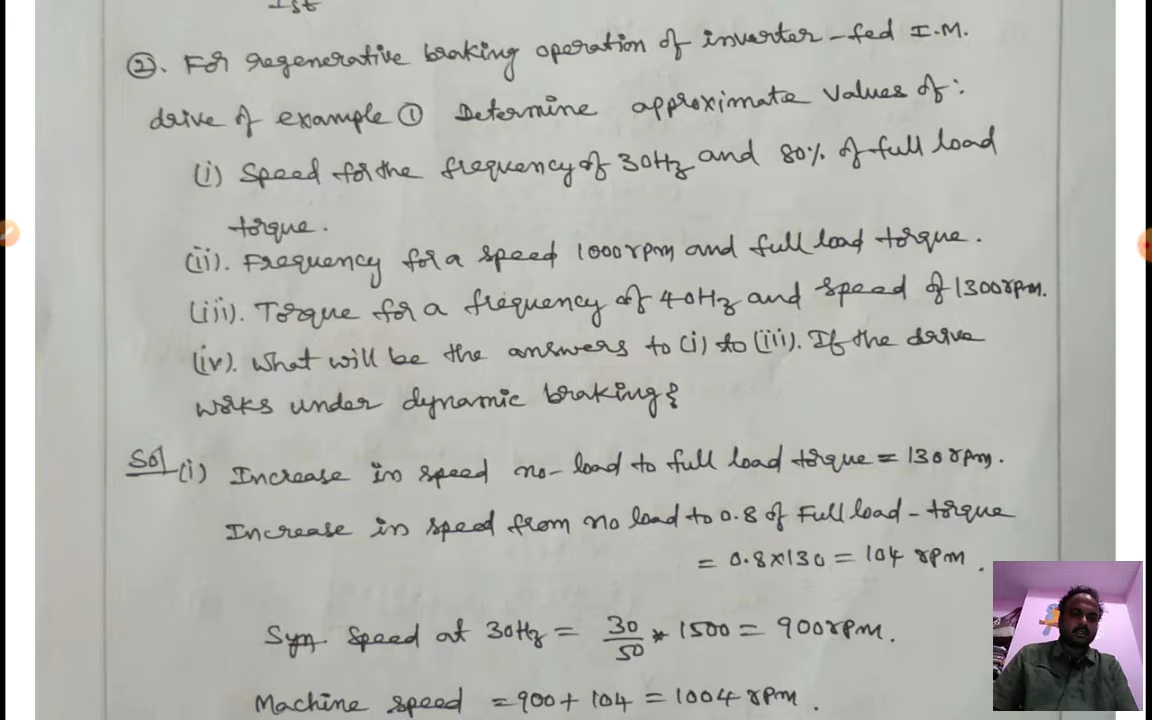 Ist
②. For regenerative braking operation of inverter-fed I.M.
drive of example ① Determine approximate values of:
(i) Speed for the frequency of 30Hz and 80% of full load
torque.
(ii). Frequency for a speed 1000rpm and full load torque.
(iii). Torque for a frequency of 40Hz and speed of 1300rpm.
(iv). What will be the answers to (i) to (iii). If the drive
works under dynamic braking?
Sol (i) Increase in speed no-load to full load torque = 130rpm.
Increase in speed from no load to 0.8 of Full load-torque
= 0.8×130 = 104 rpm.
Syn. Speed at 30Hz = 30/50 * 1500 = 900rpm.
Machine speed = 900 + 104 = 1004 rpm.